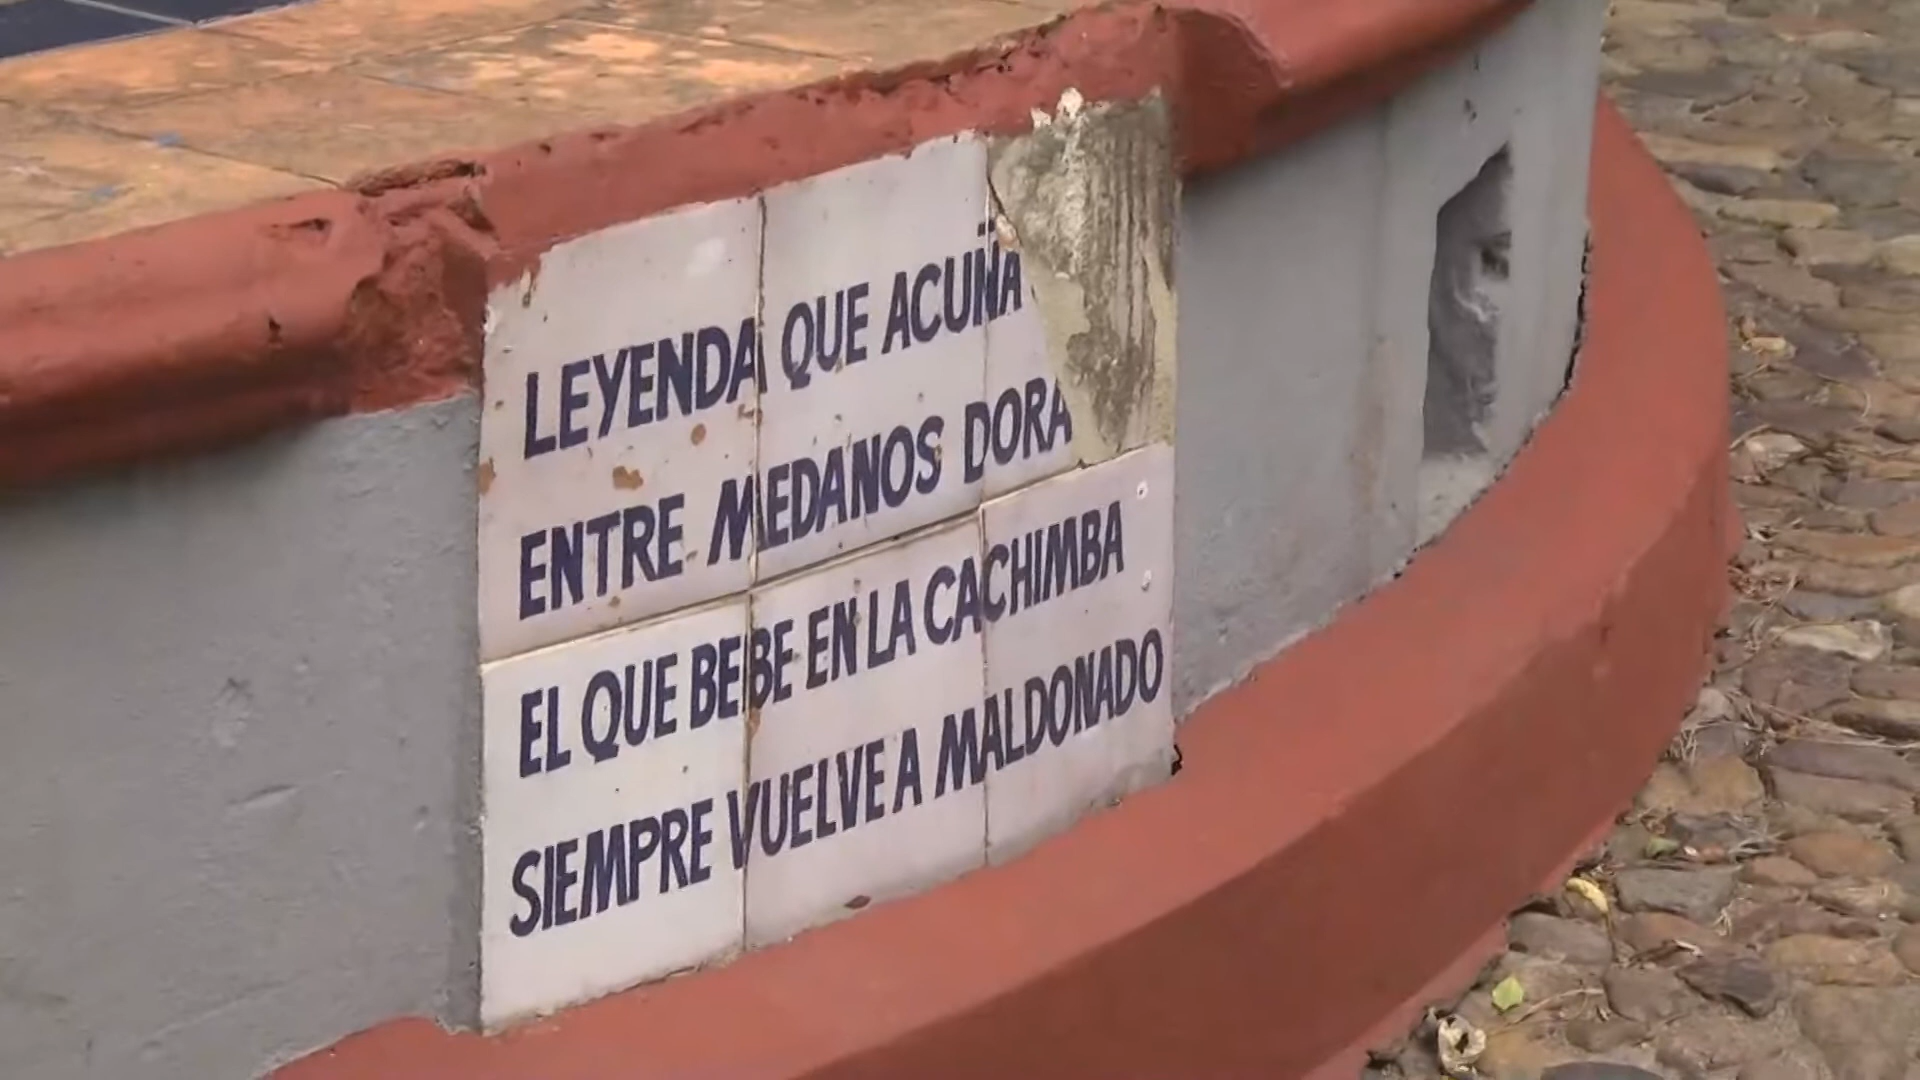 LEYENDA QUE ACUÑA
ENTRE MEDANOS DORA
EL QUE BEBE EN LA CACHIMBA
SIEMPRE VUELVE A MALDONADO